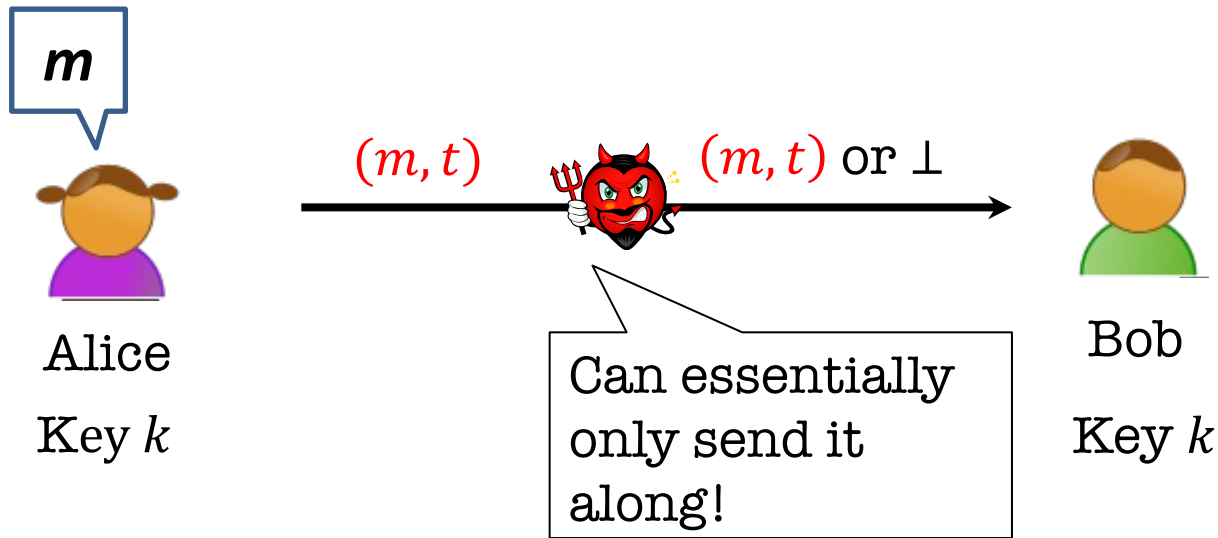 m
(m, t)
(m, t) or ⊥
Alice
Key k
Can essentially
only send it
along!
Bob
Key k